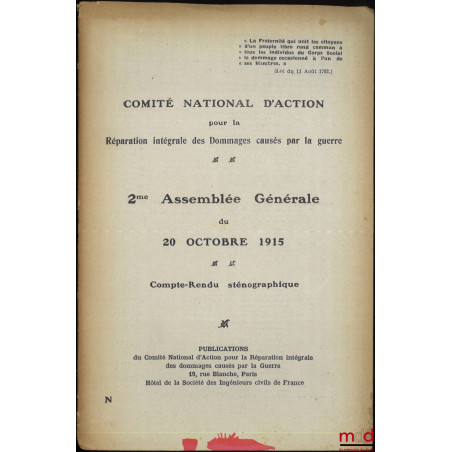 « La Fraternité qui unit les citoyens
« d'un peuple libre rend commun à
« tous les individus du Corps Social
« le dommage occasionné à l'un de
« ses Membres. »
(Loi du 11 Août 1792.)
COMITÉ NATIONAL D'ACTION
pour la
Réparation intégrale des Dommages causés par la guerre
2me Assemblée Générale
du
20 OCTOBRE 1915
Compte-Rendu sténographique
PUBLICATIONS
du Comité National d'Action pour la Réparation intégrale
des dommages causés par la Guerre
19, rue Blanche, Paris
Hôtel de la Société des Ingénieurs civils de France
N